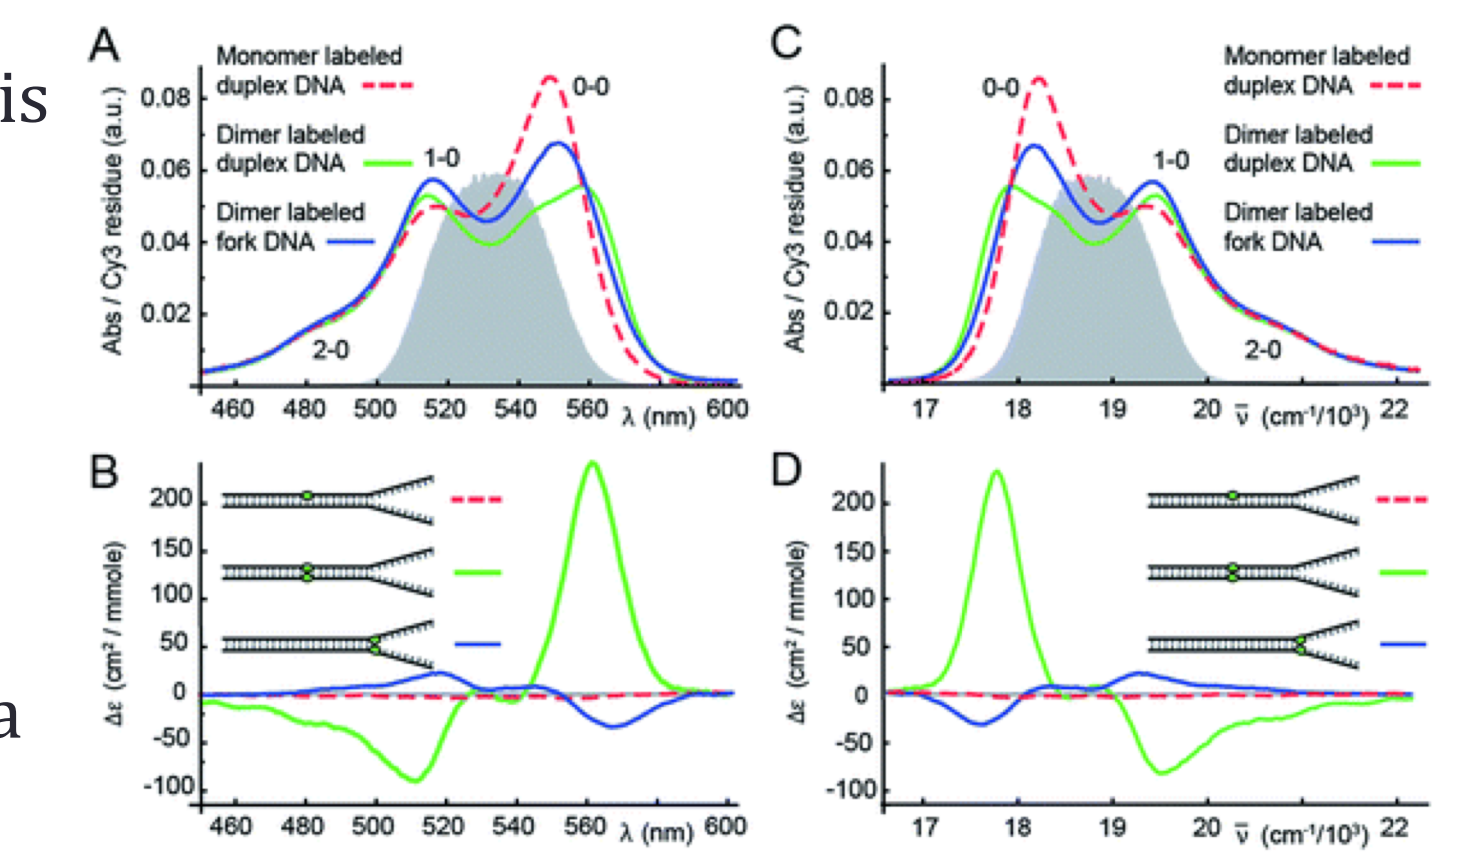 is
a
A
Monomer labeled
duplex DNA
Dimer labeled
duplex DNA
Dimer labeled
fork DNA
0-0
1-0
2-0
Abs / Cy3 residue (a.u.)
0.08
0.06
0.04
0.02
460 480 500 520 540 560 600
λ (nm)
C
Monomer labeled
duplex DNA
Dimer labeled
duplex DNA
Dimer labeled
fork DNA
0-0
1-0
2-0
Abs / Cy3 residue (a.u.)
0.08
0.06
0.04
0.02
17 18 19 20 22
ν̅ (cm⁻¹/10³)
B
Δε (cm² / mmole)
200
150
100
50
0
-50
-100
460 480 500 520 540 560 600
λ (nm)
D
Δε (cm² / mmole)
200
150
100
50
0
-50
-100
17 18 19 20 22
ν̅ (cm⁻¹/10³)